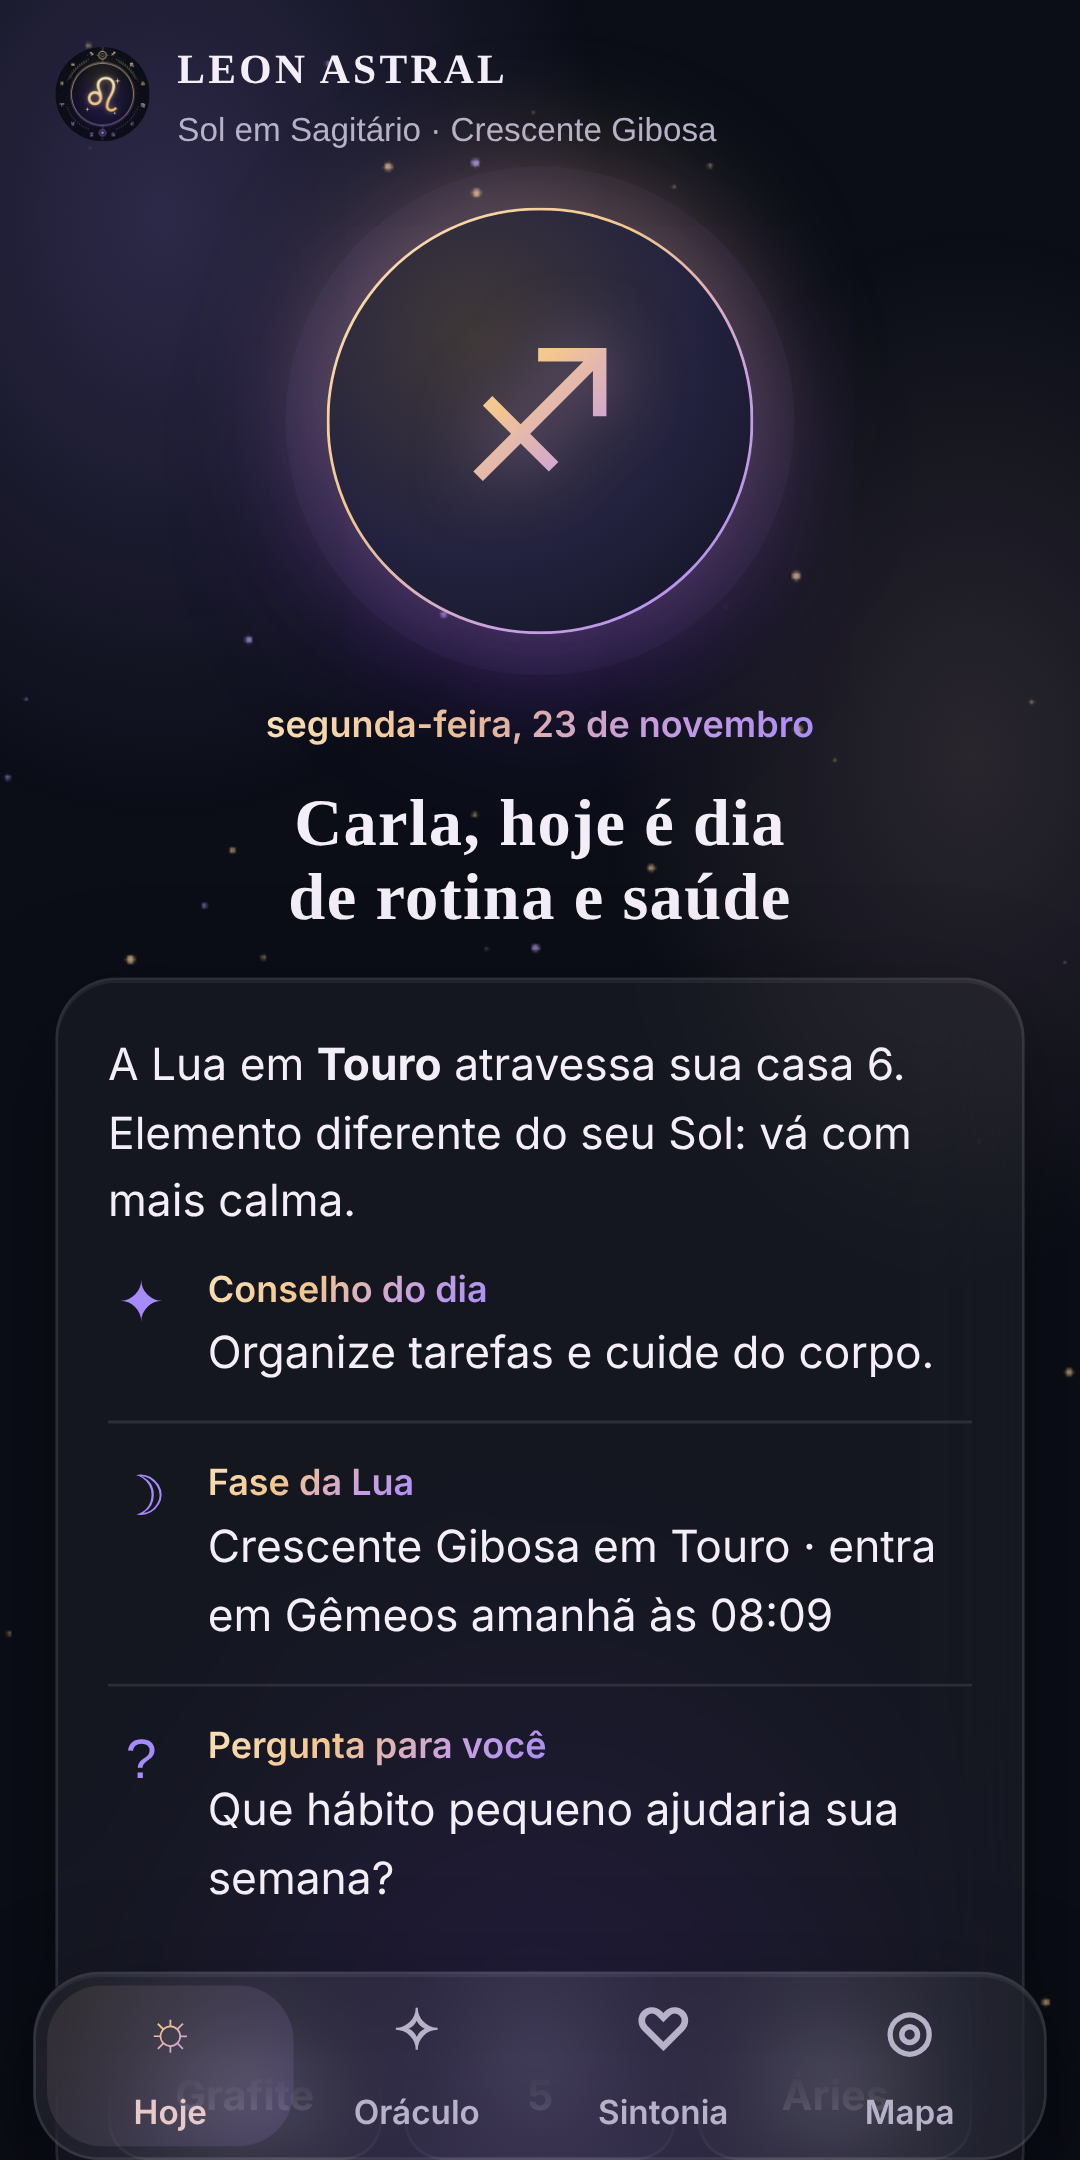 LEON ASTRAL
Sol em Sagitário · Crescente Gibosa
segunda-feira, 23 de novembro
Carla, hoje é dia
de rotina e saúde
A Lua em Touro atravessa sua casa 6.
Elemento diferente do seu Sol: vá com
mais calma.
Conselho do dia
Organize tarefas e cuide do corpo.
Fase da Lua
Crescente Gibosa em Touro · entra
em Gêmeos amanhã às 08:09
?
Pergunta para você
Que hábito pequeno ajudaria sua
semana?
Grafite 5 Áries
Hoje Oráculo Sintonia Mapa